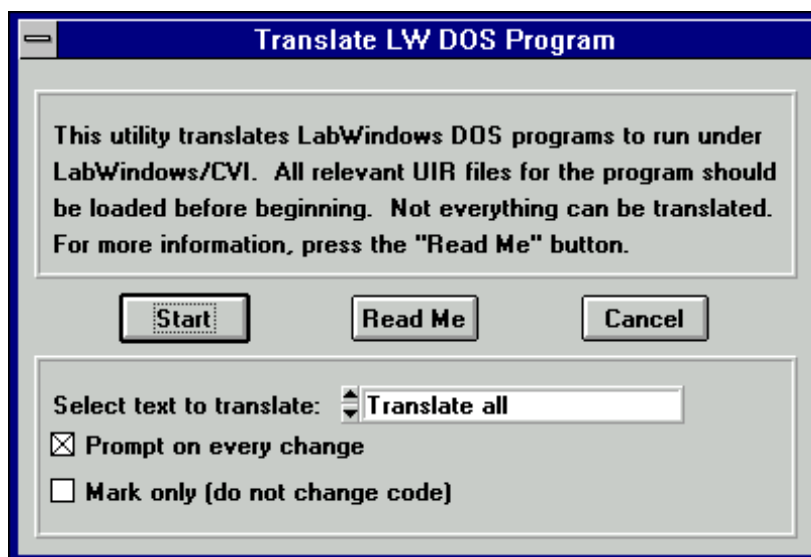 Translate LW DOS Program
This utility translates LabWindows DOS programs to run under
LabWindows/CVI.  All relevant UIR files for the program should
be loaded before beginning.  Not everything can be translated.
For more information, press the "Read Me" button.
Start Read Me Cancel
Select text to translate: Translate all
Prompt on every change
Mark only (do not change code)